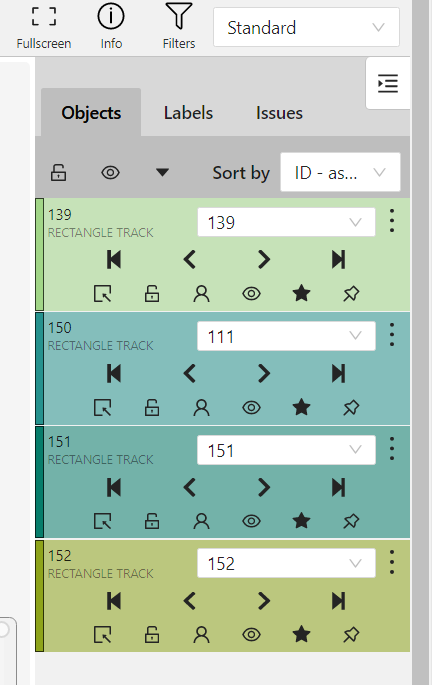 Fullscreen Info Filters Standard
Objects Labels Issues
Sort by ID - as...
139 139
RECTANGLE TRACK
150 111
RECTANGLE TRACK
151 151
RECTANGLE TRACK
152 152
RECTANGLE TRACK